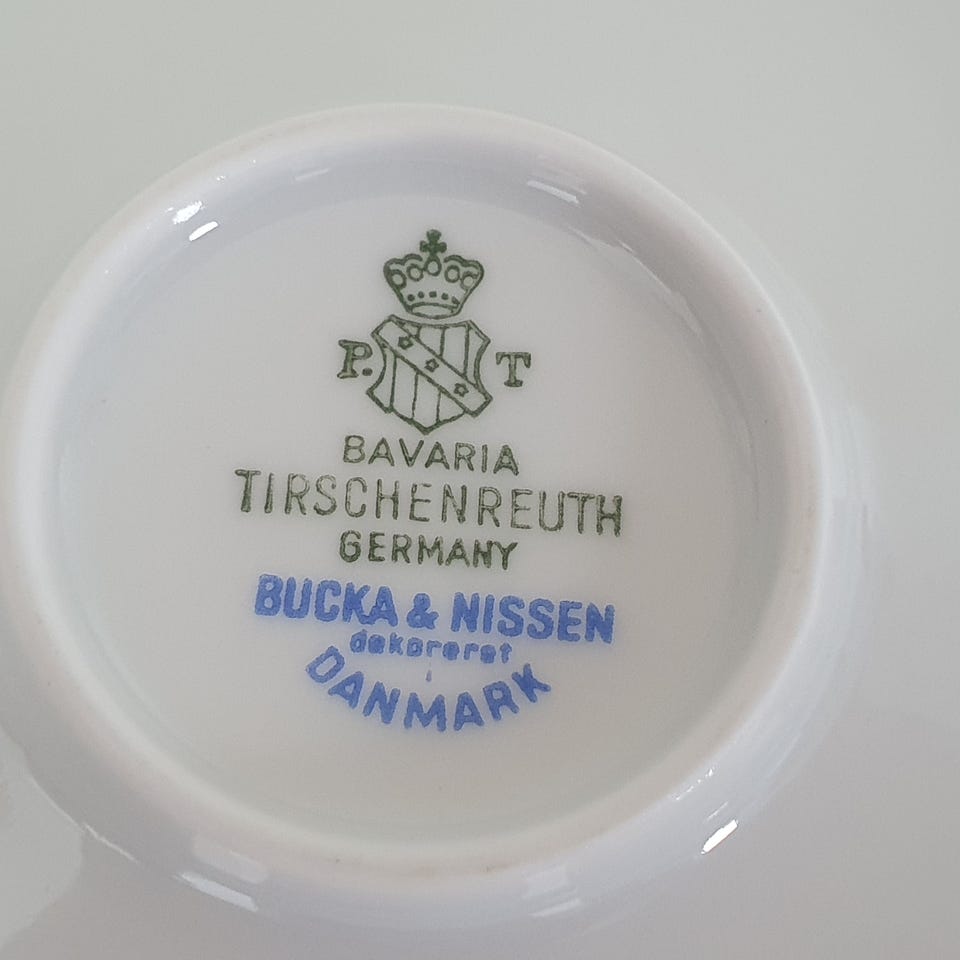 P. T
BAVARIA
TIRSCHENREUTH
GERMANY
BUCKA & NISSEN
dekoreret
DANMARK